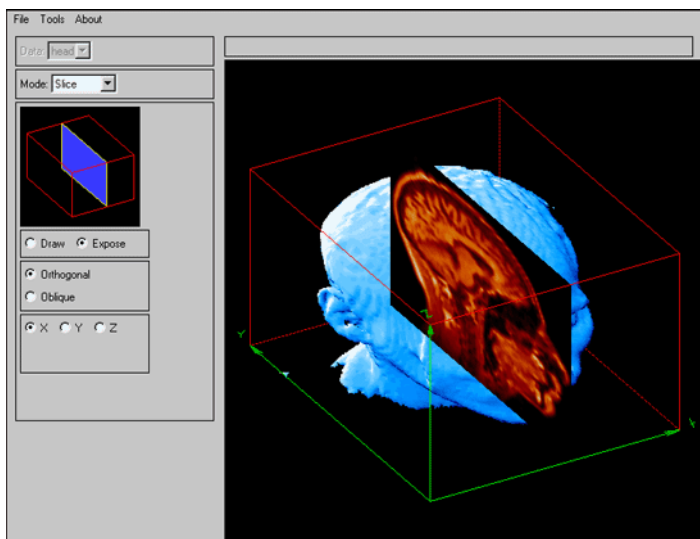 File Tools About
Data: head
Mode: Slice
Draw Expose
Orthogonal
Oblique
X Y Z
Z
Y
X